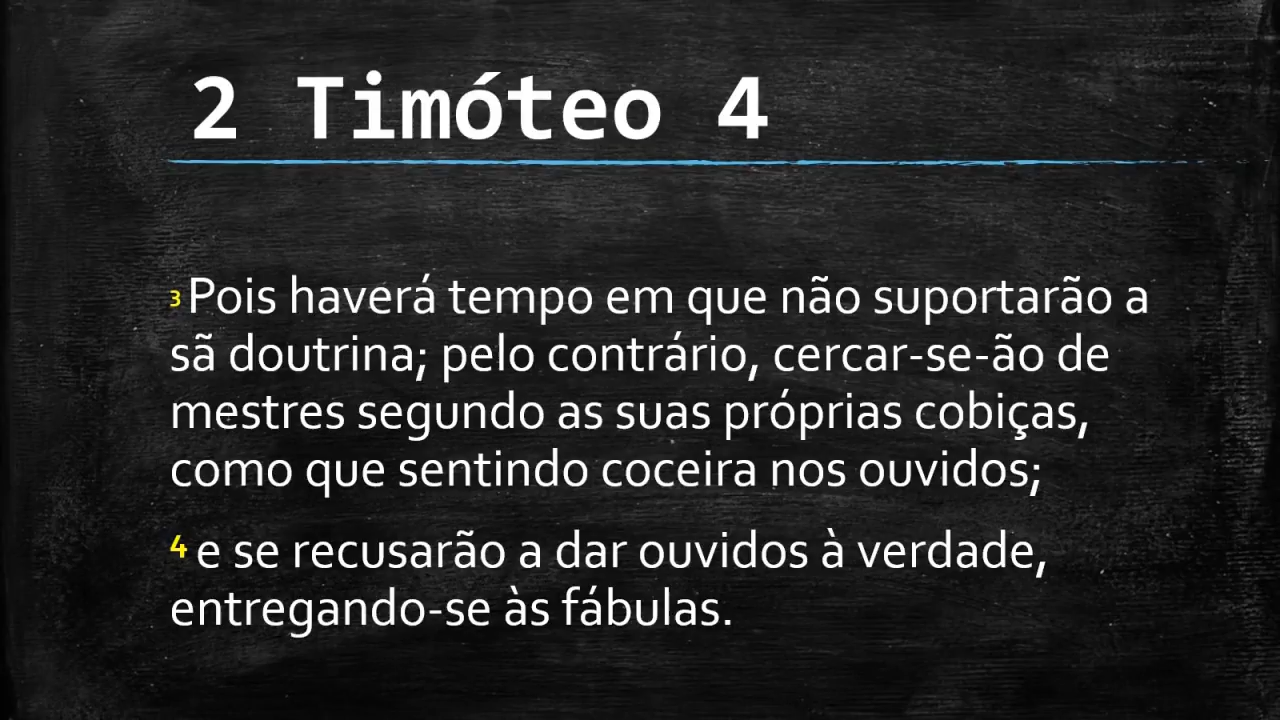 2 Timóteo 4
3 Pois haverá tempo em que não suportarão a
sã doutrina; pelo contrário, cercar-se-ão de
mestres segundo as suas próprias cobiças,
como que sentindo coceira nos ouvidos;
4 e se recusarão a dar ouvidos à verdade,
entregando-se às fábulas.